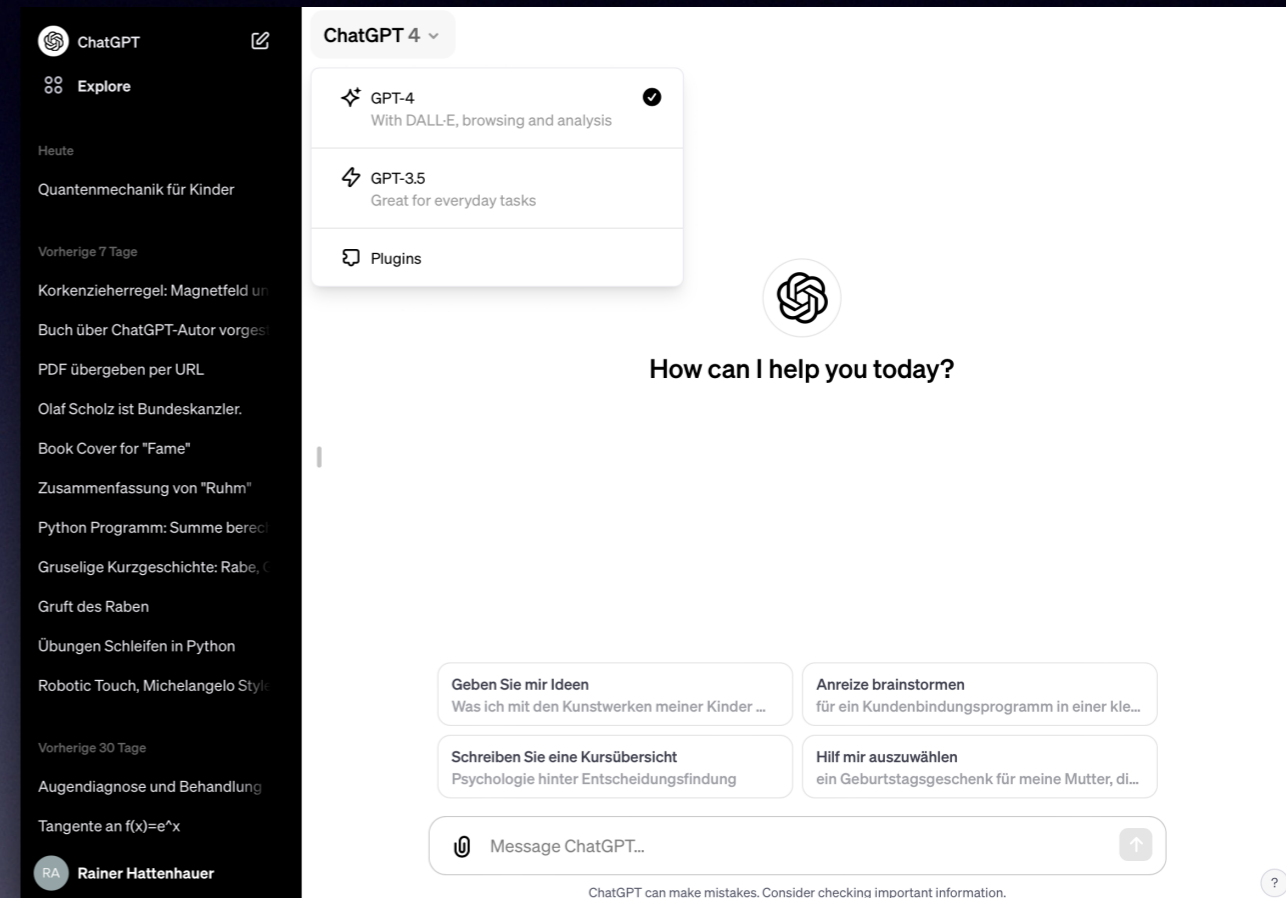 ChatGPT
Explore
Heute
Quantenmechanik für Kinder
Vorherige 7 Tage
Korkenzieherregel: Magnetfeld un
Buch über ChatGPT-Autor vorgest
PDF übergeben per URL
Olaf Scholz ist Bundeskanzler.
Book Cover for "Fame"
Zusammenfassung von "Ruhm"
Python Programm: Summe berech
Gruselige Kurzgeschichte: Rabe, G
Gruft des Raben
Übungen Schleifen in Python
Robotic Touch, Michelangelo Style
Vorherige 30 Tage
Augendiagnose und Behandlung
Tangente an f(x)=e^x
RA Rainer Hattenhauer
ChatGPT 4
GPT-4
With DALL·E, browsing and analysis
GPT-3.5
Great for everyday tasks
Plugins
How can I help you today?
Geben Sie mir Ideen
Was ich mit den Kunstwerken meiner Kinder ...
Anreize brainstormen
für ein Kundenbindungsprogramm in einer kle...
Schreiben Sie eine Kursübersicht
Psychologie hinter Entscheidungsfindung
Hilf mir auszuwählen
ein Geburtstagsgeschenk für meine Mutter, di...
Message ChatGPT...
ChatGPT can make mistakes. Consider checking important information.
?